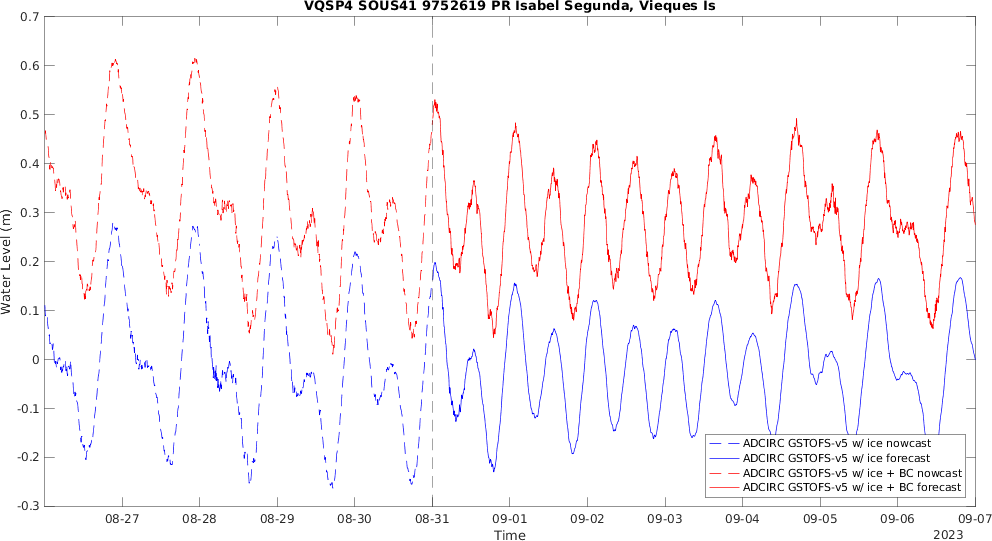 VQSP4 SOUS41 9752619 PR Isabel Segunda, Vieques Is
Water Level (m)
0.7
0.6
0.5
0.4
0.3
0.2
0.1
0
-0.1
-0.2
-0.3
ADCIRC GSTOFS-v5 w/ ice nowcast
ADCIRC GSTOFS-v5 w/ ice forecast
ADCIRC GSTOFS-v5 w/ ice + BC nowcast
ADCIRC GSTOFS-v5 w/ ice + BC forecast
08-27 08-28 08-29 08-30 08-31 09-01 09-02 09-03 09-04 09-05 09-06 09-07
Time
2023